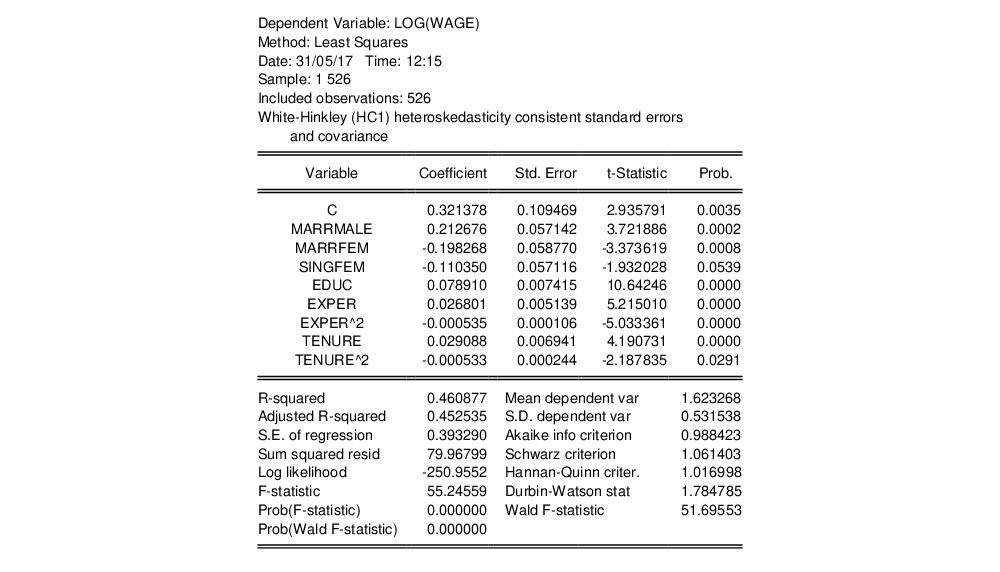 Dependent Variable: LOG(WAGE)
Method: Least Squares
Date: 31/05/17 Time: 12:15
Sample: 1 526
Included observations: 526
White-Hinkley (HC1) heteroskedasticity consistent standard errors
and covariance
Variable Coefficient Std. Error t-Statistic Prob.
C 0.321378 0.109469 2.935791 0.0035
MARRMALE 0.212676 0.057142 3.721886 0.0002
MARRFEM -0.198268 0.058770 -3.373619 0.0008
SINGFEM -0.110350 0.057116 -1.932028 0.0539
EDUC 0.078910 0.007415 10.64246 0.0000
EXPER 0.026801 0.005139 5.215010 0.0000
EXPER^2 -0.000535 0.000106 -5.033361 0.0000
TENURE 0.029088 0.006941 4.190731 0.0000
TENURE^2 -0.000533 0.000244 -2.187835 0.0291
R-squared 0.460877 Mean dependent var 1.623268
Adjusted R-squared 0.452535 S.D. dependent var 0.531538
S.E. of regression 0.393290 Akaike info criterion 0.988423
Sum squared resid 79.96799 Schwarz criterion 1.061403
Log likelihood -250.9552 Hannan-Quinn criter. 1.016998
F-statistic 55.24559 Durbin-Watson stat 1.784785
Prob(F-statistic) 0.000000 Wald F-statistic 51.69553
Prob(Wald F-statistic) 0.000000